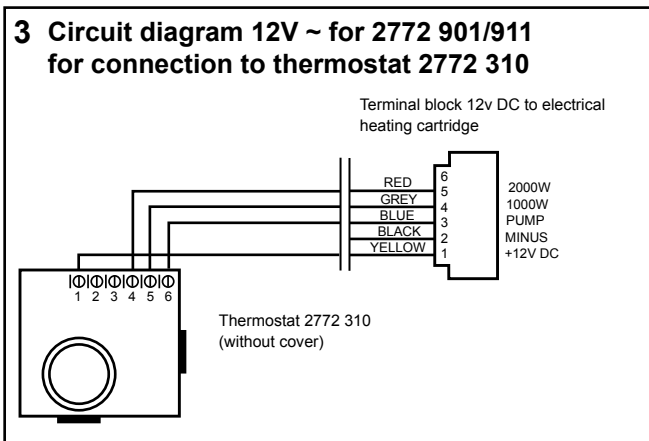 3 Circuit diagram 12V ~ for 2772 901/911
for connection to thermostat 2772 310
Terminal block 12v DC to electrical
heating cartridge
6
RED 5 2000W
GREY 4 1000W
BLUE 3 PUMP
BLACK 2 MINUS
YELLOW 1 +12V DC
1 2 3 4 5 6
Thermostat 2772 310
(without cover)